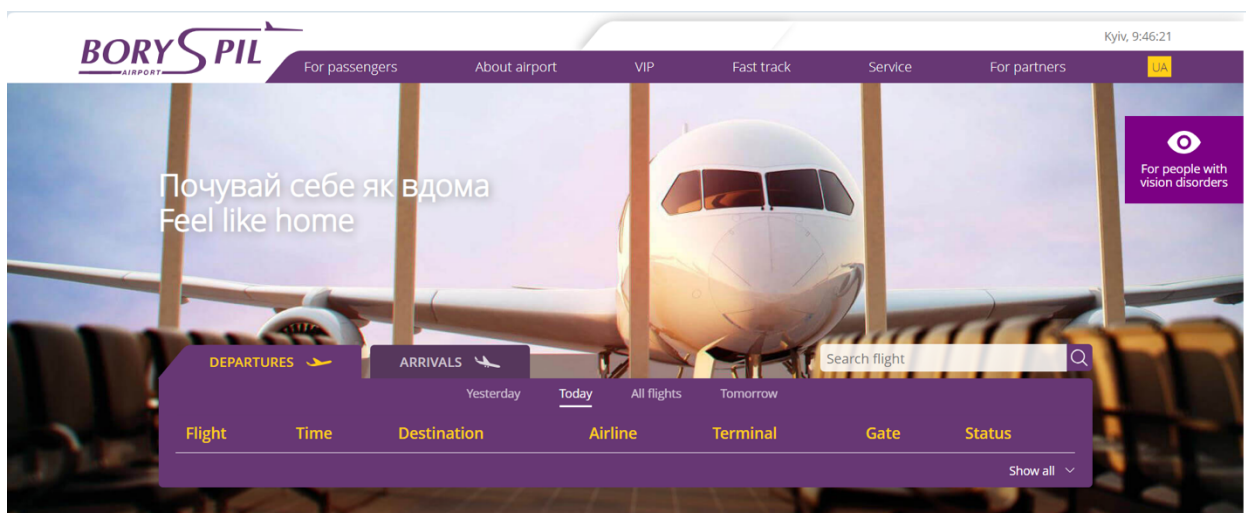 BORYSPIL
AIRPORT
Kyiv, 9:46:21
For passengers About airport VIP Fast track Service For partners UA
For people with
vision disorders
Почувай себе як вдома
Feel like home
DEPARTURES ARRIVALS Search flight
Yesterday Today All flights Tomorrow
Flight Time Destination Airline Terminal Gate Status
Show all